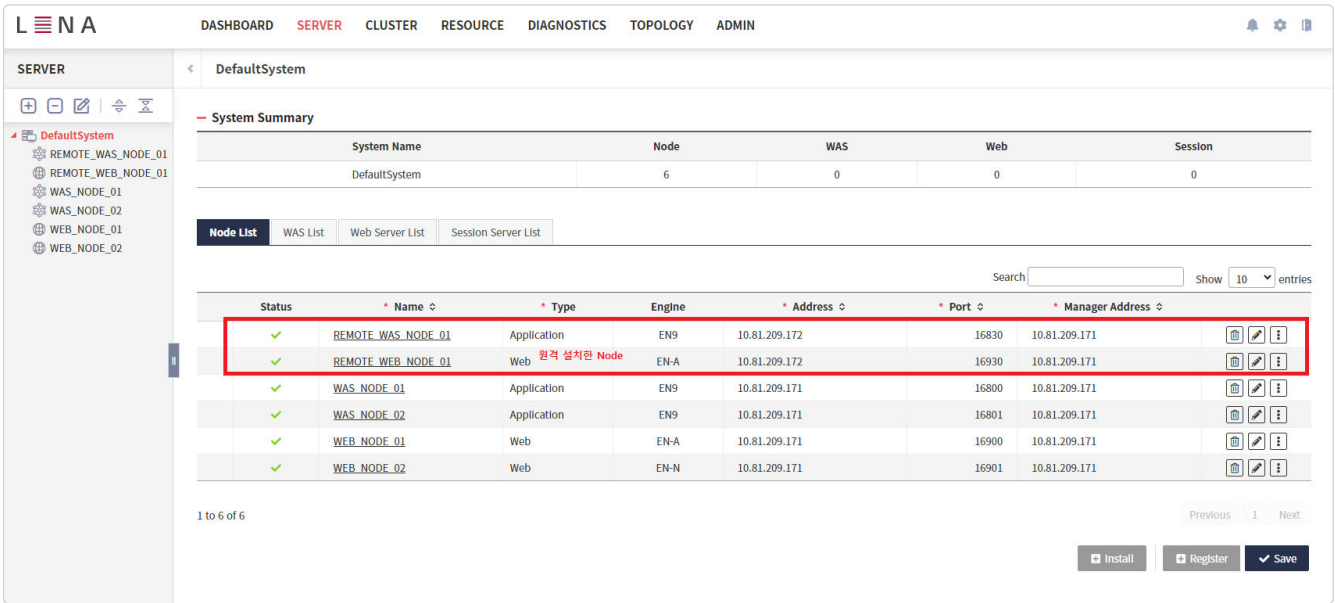 LENA DASHBOARD SERVER CLUSTER RESOURCE DIAGNOSTICS TOPOLOGY ADMIN
SERVER
DefaultSystem
DefaultSystem
REMOTE_WAS_NODE_01
REMOTE_WEB_NODE_01
WAS_NODE_01
WAS_NODE_02
WEB_NODE_01
WEB_NODE_02
System Summary
System Name Node WAS Web Session
DefaultSystem 6 0 0 0
Node List WAS List Web Server List Session Server List
Search Show 10 entries
Status * Name * Type Engine * Address * Port * Manager Address
REMOTE_WAS_NODE_01 Application EN9 10.81.209.172 16830 10.81.209.171
REMOTE_WEB_NODE_01 Web 원격 설치한 Node EN-A 10.81.209.172 16930 10.81.209.171
WAS_NODE_01 Application EN9 10.81.209.171 16800 10.81.209.171
WAS_NODE_02 Application EN9 10.81.209.171 16801 10.81.209.171
WEB_NODE_01 Web EN-A 10.81.209.171 16900 10.81.209.171
WEB_NODE_02 Web EN-N 10.81.209.171 16901 10.81.209.171
1 to 6 of 6
Previous 1 Next
Install Register Save